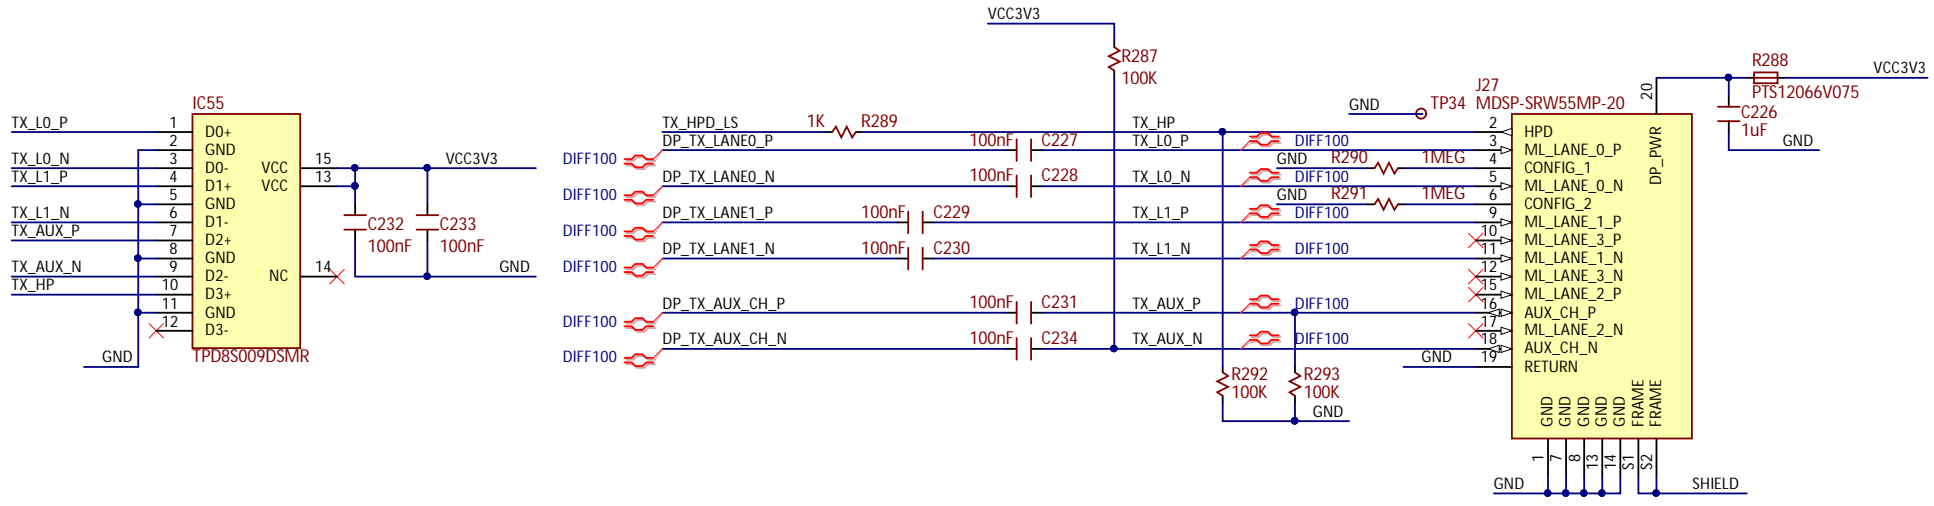 IC55
TX_L0_P 1 D0+
2 GND
TX_L0_N 3 D0- VCC 15 VCC3V3
TX_L1_P 4 D1+ VCC 13
5 GND
TX_L1_N 6 D1- C232 C233
TX_AUX_P 7 D2+ 100nF 100nF
8 GND
TX_AUX_N 9 D2- NC 14 GND
TX_HP 10 D3+
11 GND
12 D3-
GND TPD8S009DSMR
VCC3V3
R287
100K
TX_HPD_LS 1K R289 TX_HP
DIFF100 DP_TX_LANE0_P 100nF C227 TX_L0_P DIFF100
GND R290 1MEG
DIFF100 DP_TX_LANE0_N 100nF C228 TX_L0_N DIFF100
GND R291 1MEG
DIFF100 DP_TX_LANE1_P 100nF C229 TX_L1_P DIFF100
DIFF100 DP_TX_LANE1_N 100nF C230 TX_L1_N DIFF100
DIFF100 DP_TX_AUX_CH_P 100nF C231 TX_AUX_P DIFF100
DIFF100 DP_TX_AUX_CH_N 100nF C234 TX_AUX_N DIFF100
GND
R292 R293
100K 100K
GND
GND TP34
J27
MDSP-SRW55MP-20
2 HPD
3 ML_LANE_0_P
4 CONFIG_1
5 ML_LANE_0_N
6 CONFIG_2
9 ML_LANE_1_P
10 ML_LANE_3_P
11 ML_LANE_1_N
12 ML_LANE_3_N
15 ML_LANE_2_P
16 AUX_CH_P
17 ML_LANE_2_N
18 AUX_CH_N
19 RETURN
20 DP_PWR
GND GND GND GND GND FRAME FRAME
1 7 8 13 14 S1 S2
GND SHIELD
R288
VCC3V3
PTS12066V075
C226
1uF
GND